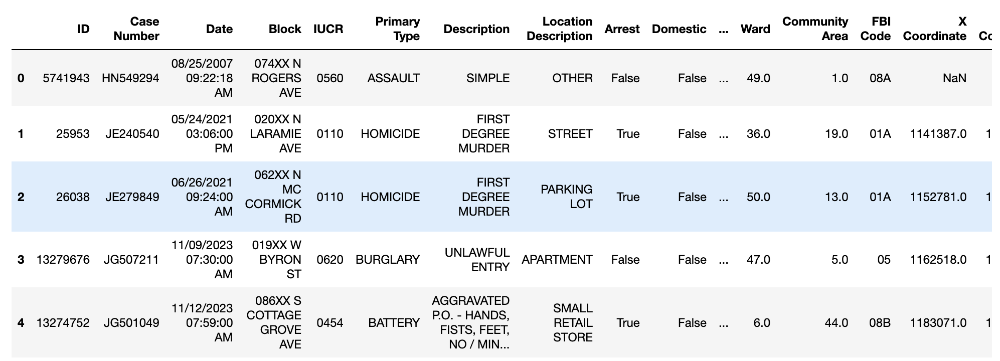 ID Case Number Date Block IUCR Primary Type Description Location Description Arrest Domestic ... Ward Community Area FBI Code X Coordinate Co
0 5741943 HN549294 08/25/2007 09:22:18 AM 074XX N ROGERS AVE 0560 ASSAULT SIMPLE OTHER False False ... 49.0 1.0 08A NaN
1 25953 JE240540 05/24/2021 03:06:00 PM 020XX N LARAMIE AVE 0110 HOMICIDE FIRST DEGREE MURDER STREET True False ... 36.0 19.0 01A 1141387.0 1
2 26038 JE279849 06/26/2021 09:24:00 AM 062XX N MC CORMICK RD 0110 HOMICIDE FIRST DEGREE MURDER PARKING LOT True False ... 50.0 13.0 01A 1152781.0 1
3 13279676 JG507211 11/09/2023 07:30:00 AM 019XX W BYRON ST 0620 BURGLARY UNLAWFUL ENTRY APARTMENT False False ... 47.0 5.0 05 1162518.0 1
4 13274752 JG501049 11/12/2023 07:59:00 AM 086XX S COTTAGE GROVE AVE 0454 BATTERY AGGRAVATED P.O. - HANDS, FISTS, FEET, NO / MIN... SMALL RETAIL STORE True False ... 6.0 44.0 08B 1183071.0 1